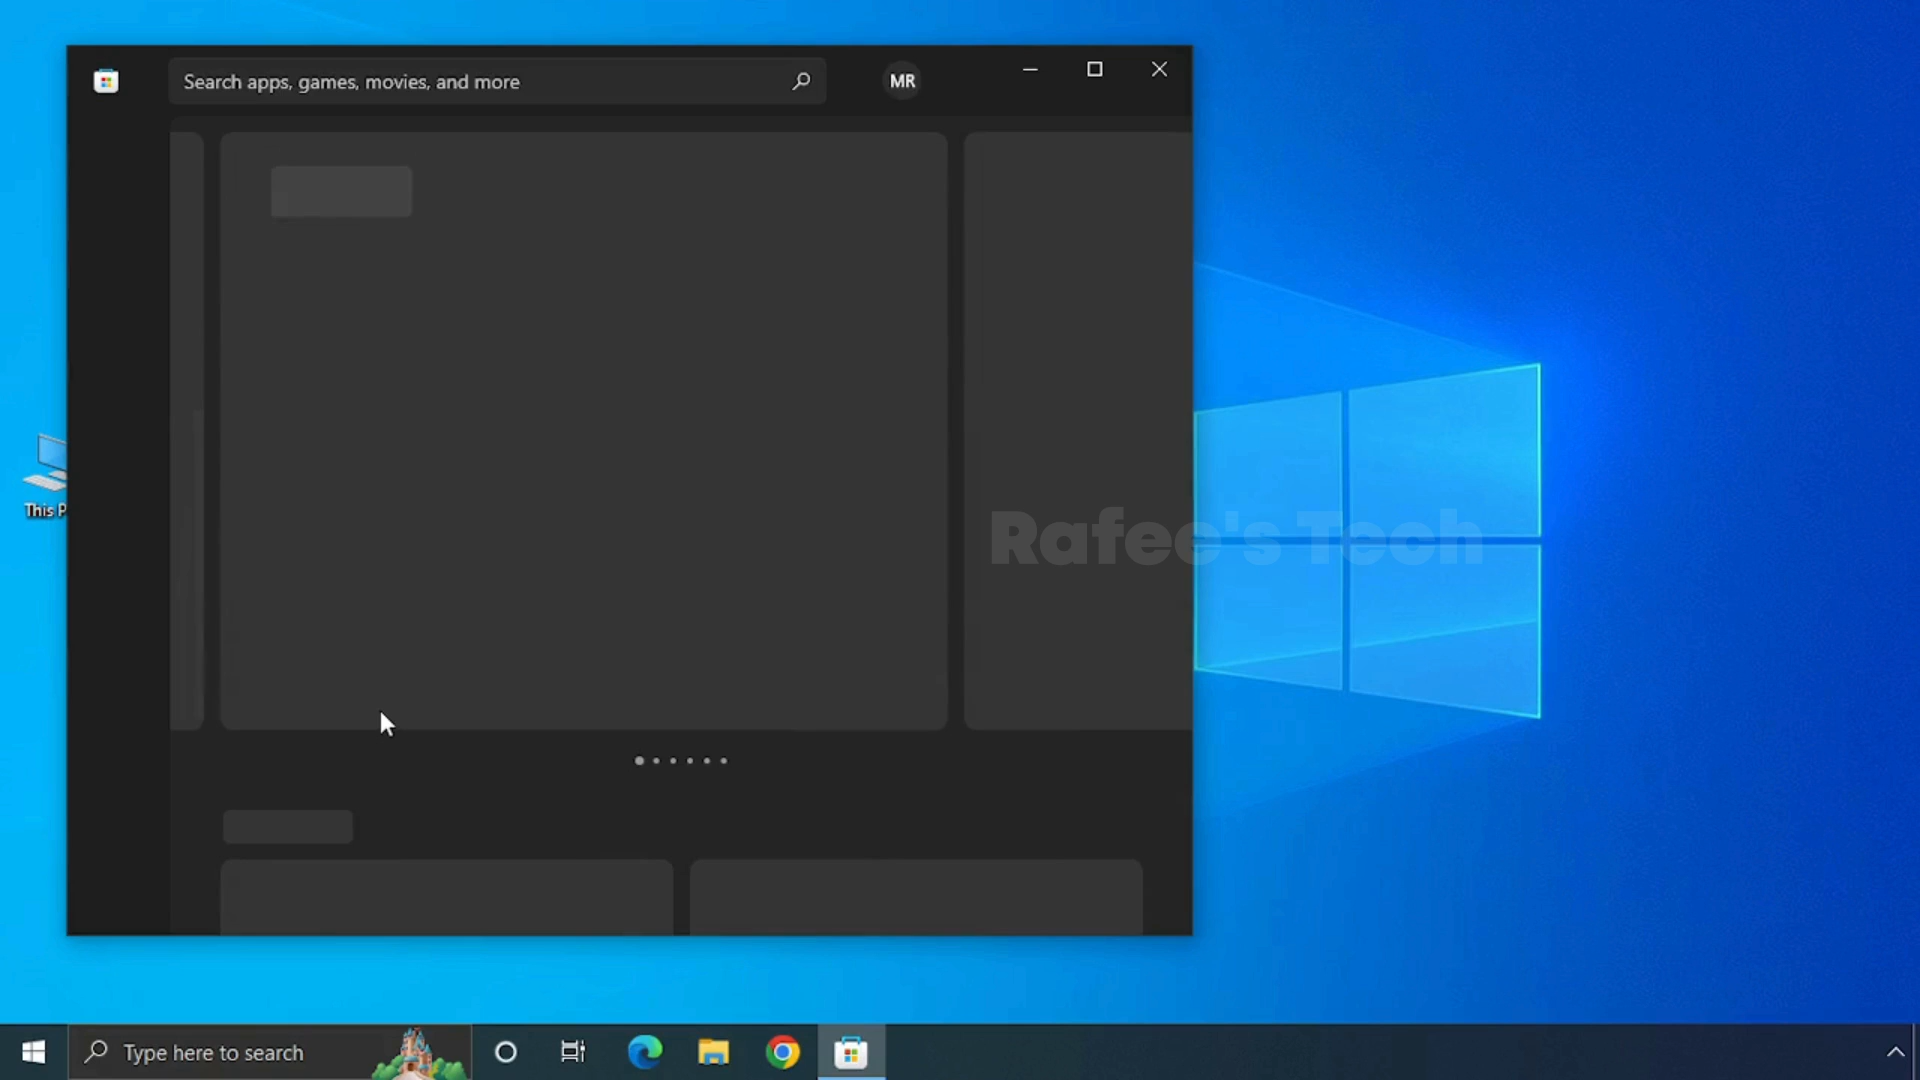 Search apps, games, movies, and more
MR
This P
Rafee's Tech
Type here to search